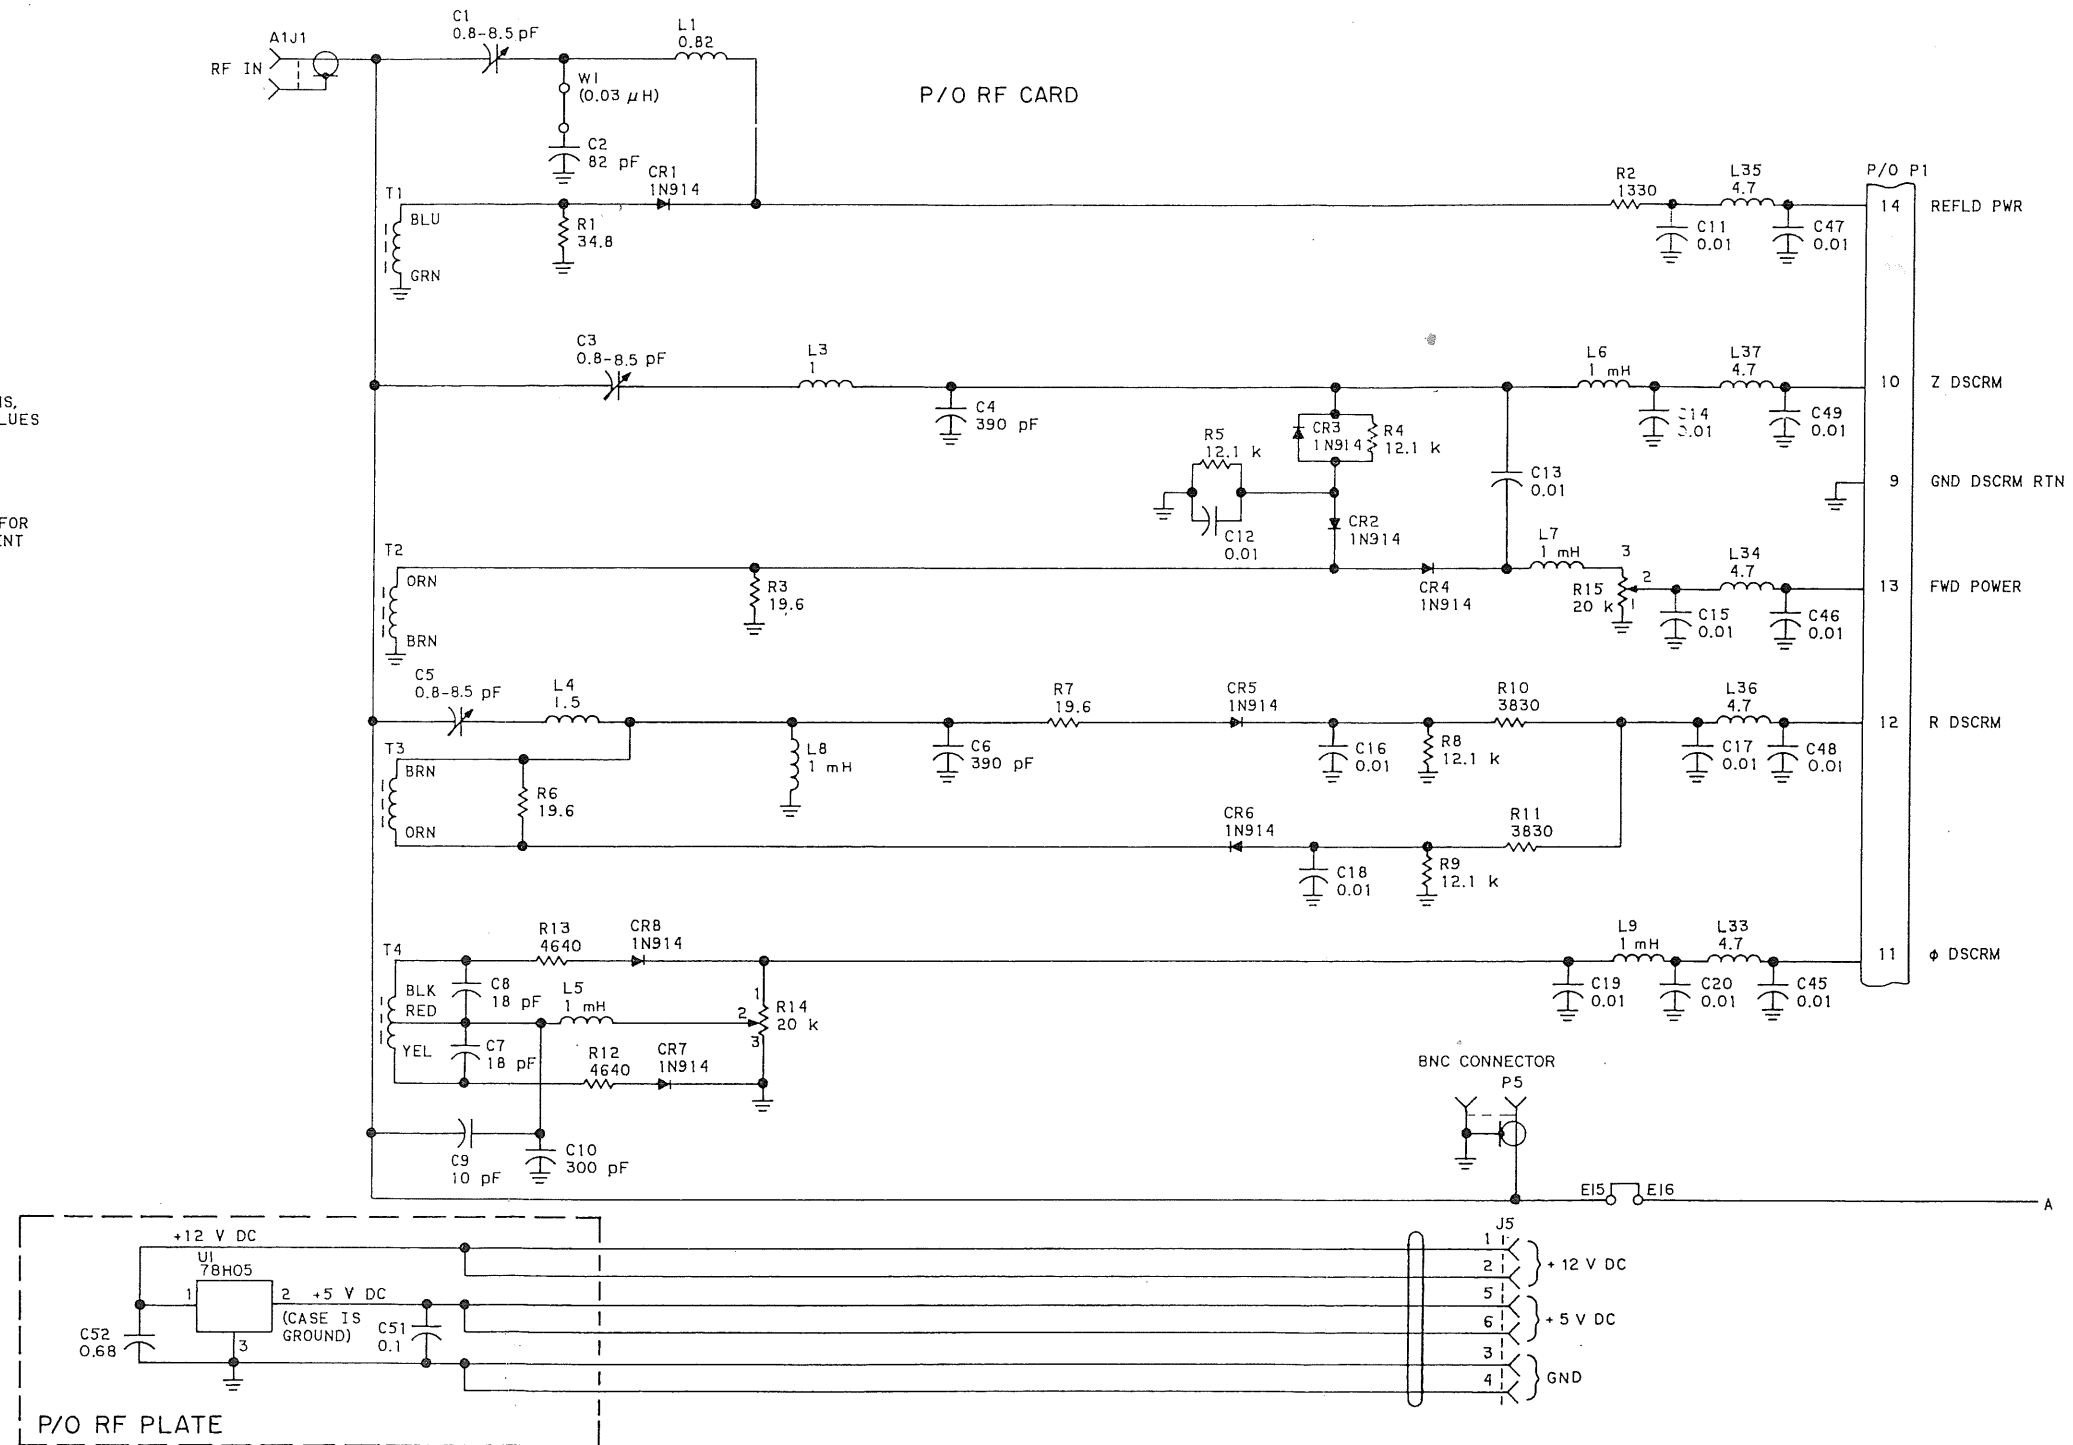 C1
0.8-8.5 pF
L1
0.82
A1J1
RF IN
W1
(0.03 μH)
C2
82 pF
P/O RF CARD
CR1
1N914
T1
BLU
GRN
R1
34.8
R2
1330
L35
4.7
C11
0.01
C47
0.01
P/O P1
14 REFLD PWR
C3
0.8-8.5 pF
L3
1
C4
390 pF
L6
1 mH
L37
4.7
C14
0.01
C49
0.01
10 Z DSCRM
LUES
R5
12.1 k
CR3
1N914
R4
12.1 k
C12
0.01
CR2
1N914
C13
0.01
9 GND DSCRM RTN
FOR
ENT
T2
ORN
BRN
R3
19.6
CR4
1N914
L7
1 mH
3
2
1
R15
20 k
L34
4.7
C15
0.01
C46
0.01
13 FWD POWER
C5
0.8-8.5 pF
L4
1.5
R7
19.6
CR5
1N914
R10
3830
L36
4.7
12 R DSCRM
T3
BRN
ORN
R6
19.6
L8
1 mH
C6
390 pF
C16
0.01
R8
12.1 k
C17
0.01
C48
0.01
CR6
1N914
R11
3830
C18
0.01
R9
12.1 k
R13
4640
CR8
1N914
T4
BLK
RED
YEL
C8
18 pF
L5
1 mH
C7
18 pF
R12
4640
CR7
1N914
1
2
3
R14
20 k
L9
1 mH
L33
4.7
C19
0.01
C20
0.01
C45
0.01
11 φ DSCRM
C9
10 pF
C10
300 pF
BNC CONNECTOR
P5
E15 E16
A
+12 V DC
U1
78H05
1
2 +5 V DC
(CASE IS
GROUND)
3
C52
0.68
C51
0.1
J5
1
2
+12 V DC
5
6
+5 V DC
3
4
GND
P/O RF PLATE